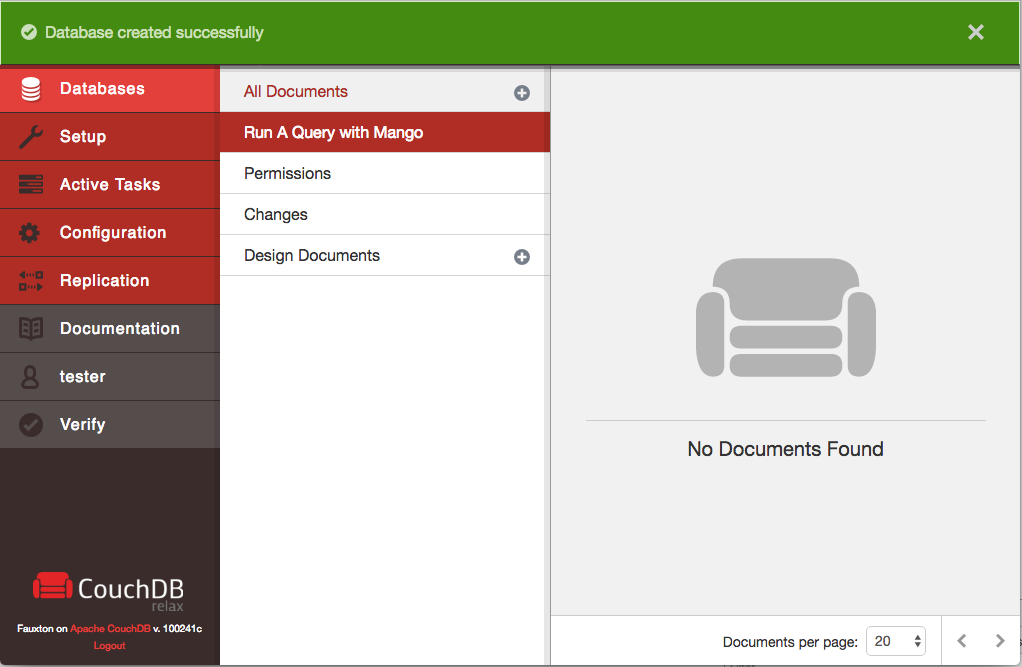 Database created successfully
Databases
Setup
Active Tasks
Configuration
Replication
Documentation
tester
Verify
CouchDB
relax
Fauxton on Apache CouchDB v. 100241c
Logout
All Documents
Run A Query with Mango
Permissions
Changes
Design Documents
No Documents Found
Documents per page: 20